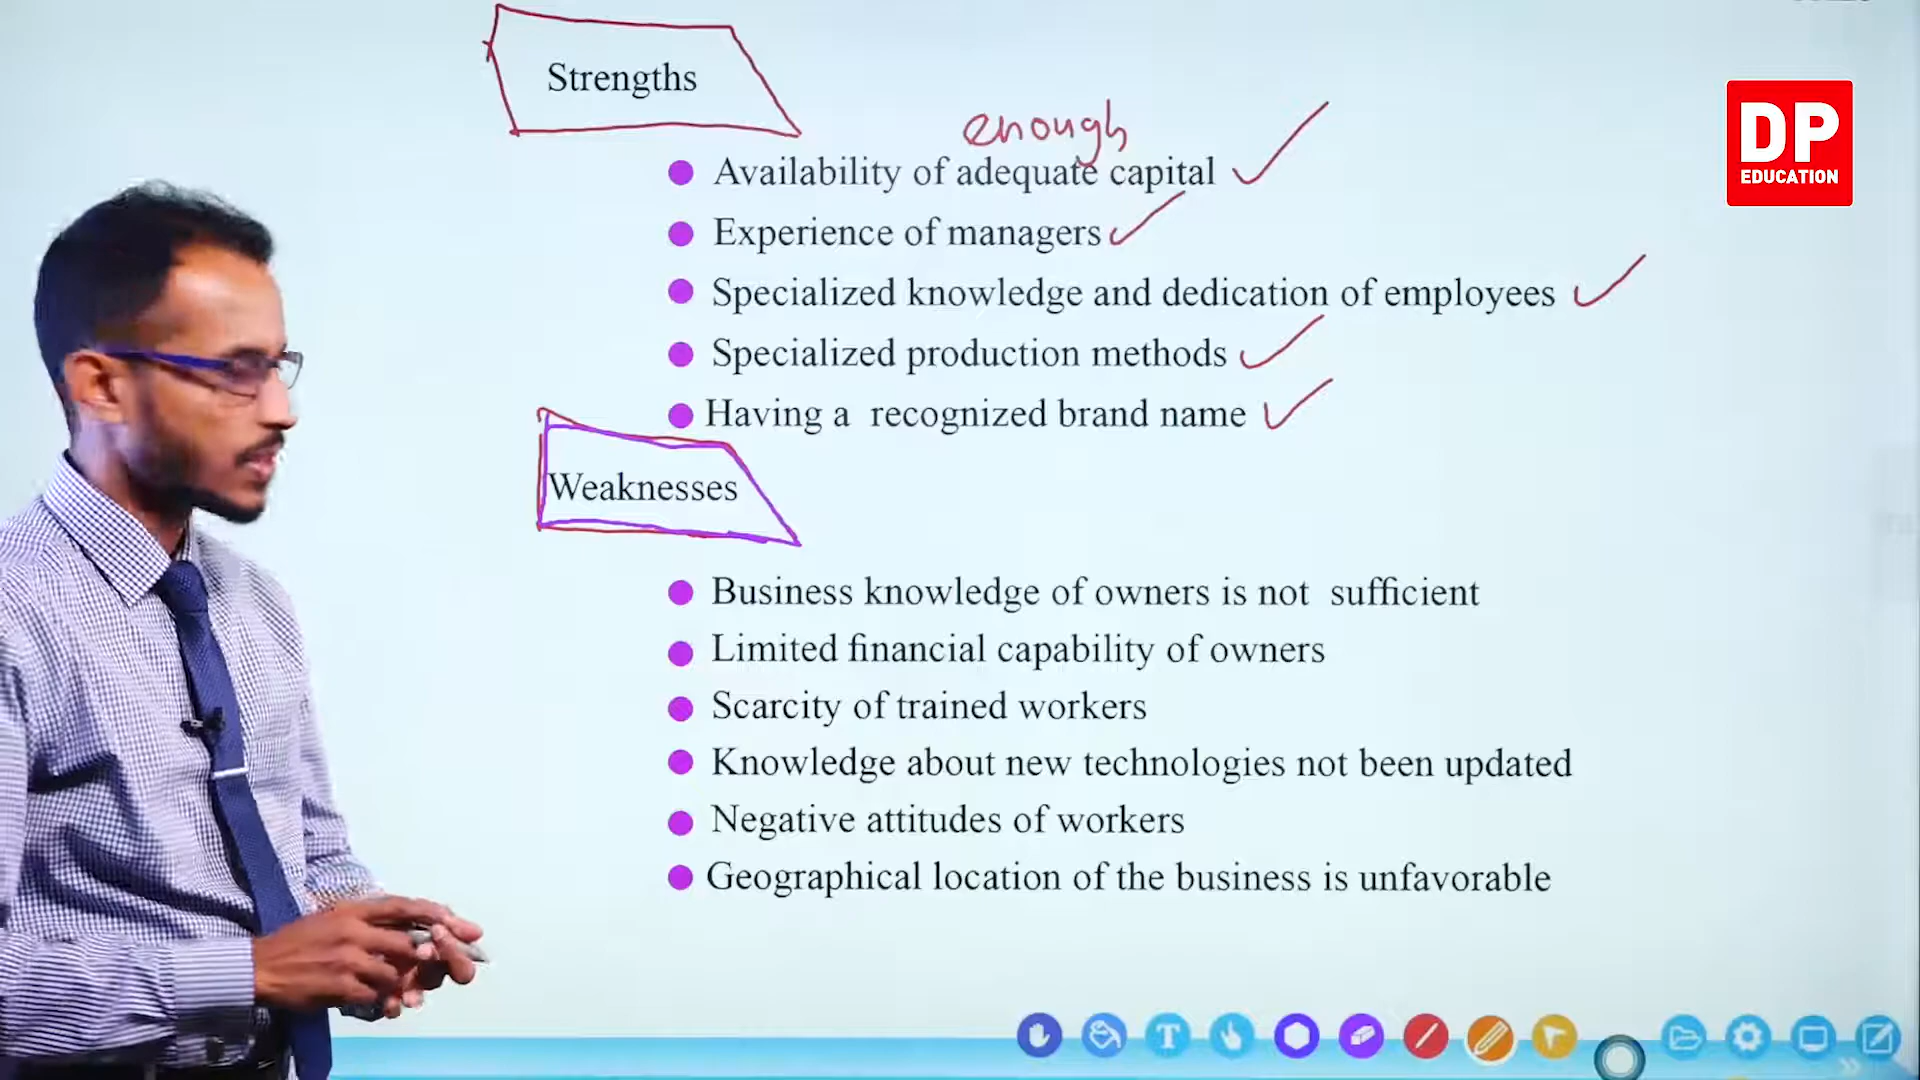 Strengths
enough
Availability of adequate capital
Experience of managers
Specialized knowledge and dedication of employees
Specialized production methods
Having a recognized brand name
Weaknesses
Business knowledge of owners is not sufficient
Limited financial capability of owners
Scarcity of trained workers
Knowledge about new technologies not been updated
Negative attitudes of workers
Geographical location of the business is unfavorable
DP
EDUCATION